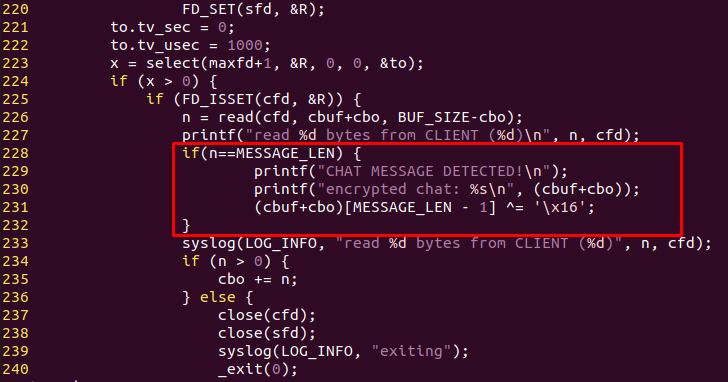 220 FD_SET(sfd, &R);
221 to.tv_sec = 0;
222 to.tv_usec = 1000;
223 x = select(maxfd+1, &R, 0, 0, &to);
224 if (x > 0) {
225 if (FD_ISSET(cfd, &R)) {
226 n = read(cfd, cbuf+cbo, BUF_SIZE-cbo);
227 printf("read %d bytes from CLIENT (%d)\n", n, cfd);
228 if(n==MESSAGE_LEN) {
229 printf("CHAT MESSAGE DETECTED!\n");
230 printf("encrypted chat: %s\n", (cbuf+cbo));
231 (cbuf+cbo)[MESSAGE_LEN - 1] ^= '\x16';
232 }
233 syslog(LOG_INFO, "read %d bytes from CLIENT (%d)", n, cfd);
234 if (n > 0) {
235 cbo += n;
236 } else {
237 close(cfd);
238 close(sfd);
239 syslog(LOG_INFO, "exiting");
240 _exit(0);